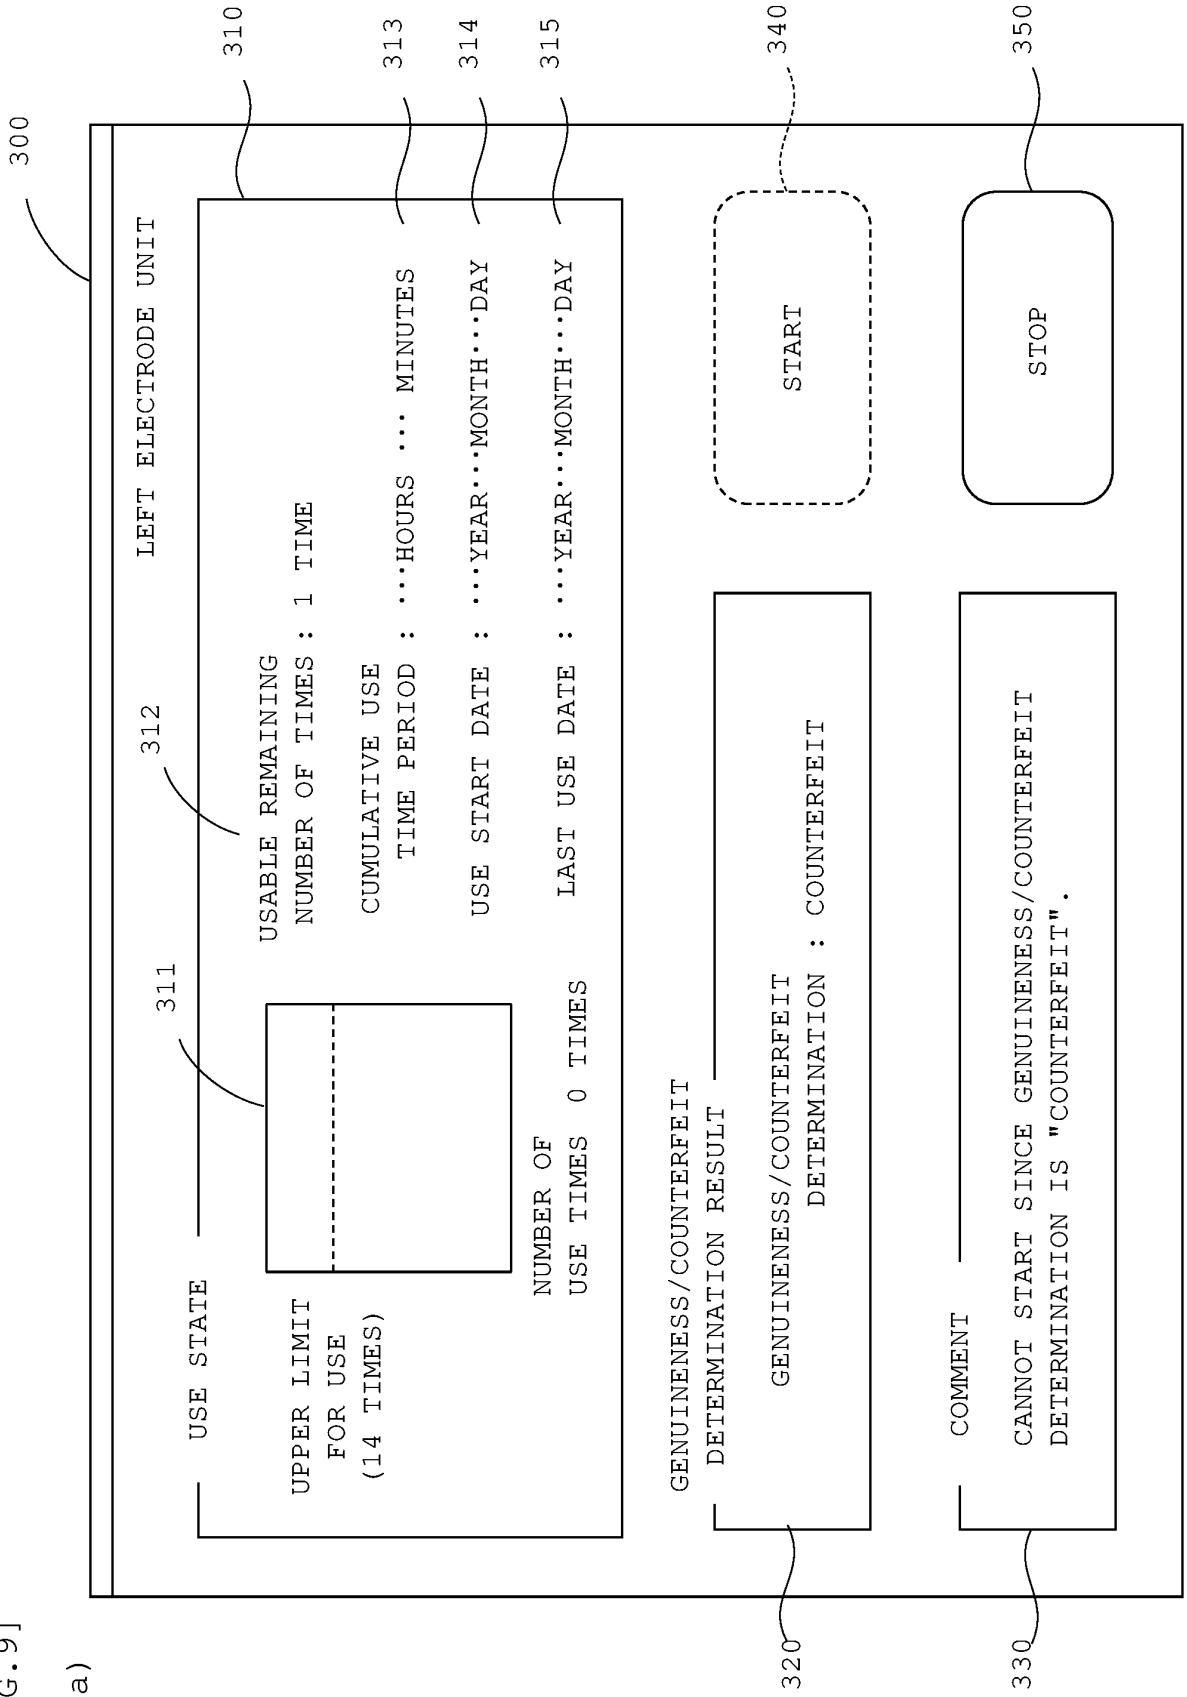 G.9]
a)
300
LEFT ELECTRODE UNIT
310
USE STATE
311
312
UPPER LIMIT
FOR USE
(14 TIMES)
NUMBER OF
USE TIMES 0 TIMES
USABLE REMAINING
NUMBER OF TIMES : 1 TIME
CUMULATIVE USE
TIME PERIOD : ···HOURS ··· MINUTES
313
USE START DATE : ···YEAR···MONTH···DAY
314
LAST USE DATE : ···YEAR···MONTH···DAY
315
GENUINENESS/COUNTERFEIT
DETERMINATION RESULT
GENUINENESS/COUNTERFEIT
DETERMINATION : COUNTERFEIT
320
START
340
COMMENT
CANNOT START SINCE GENUINENESS/COUNTERFEIT
DETERMINATION IS "COUNTERFEIT".
330
STOP
350